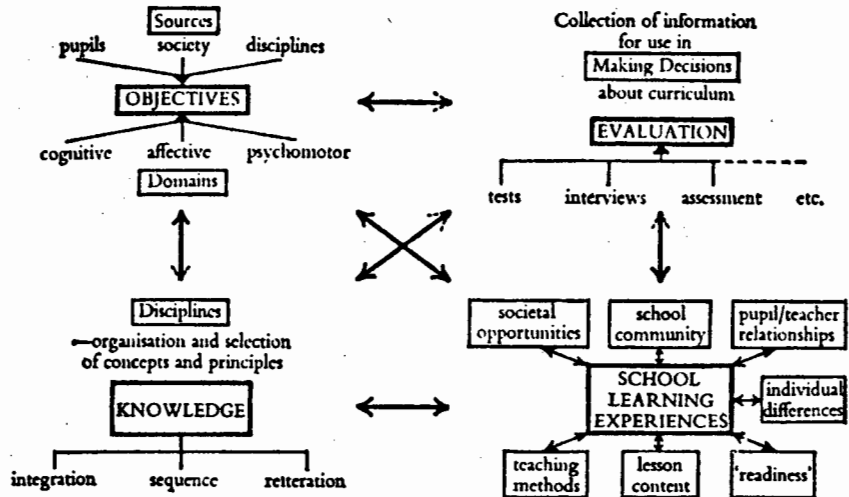 Sources
pupils society disciplines
OBJECTIVES
cognitive affective psychomotor
Domains
Collection of information
for use in
Making Decisions
about curriculum
EVALUATION
tests interviews assessment etc.
Disciplines
—organisation and selection
of concepts and principles
KNOWLEDGE
integration sequence reiteration
societal
opportunities
school
community
pupil/teacher
relationships
SCHOOL
LEARNING
EXPERIENCES
individual
differences
teaching
methods
lesson
content
'readiness'